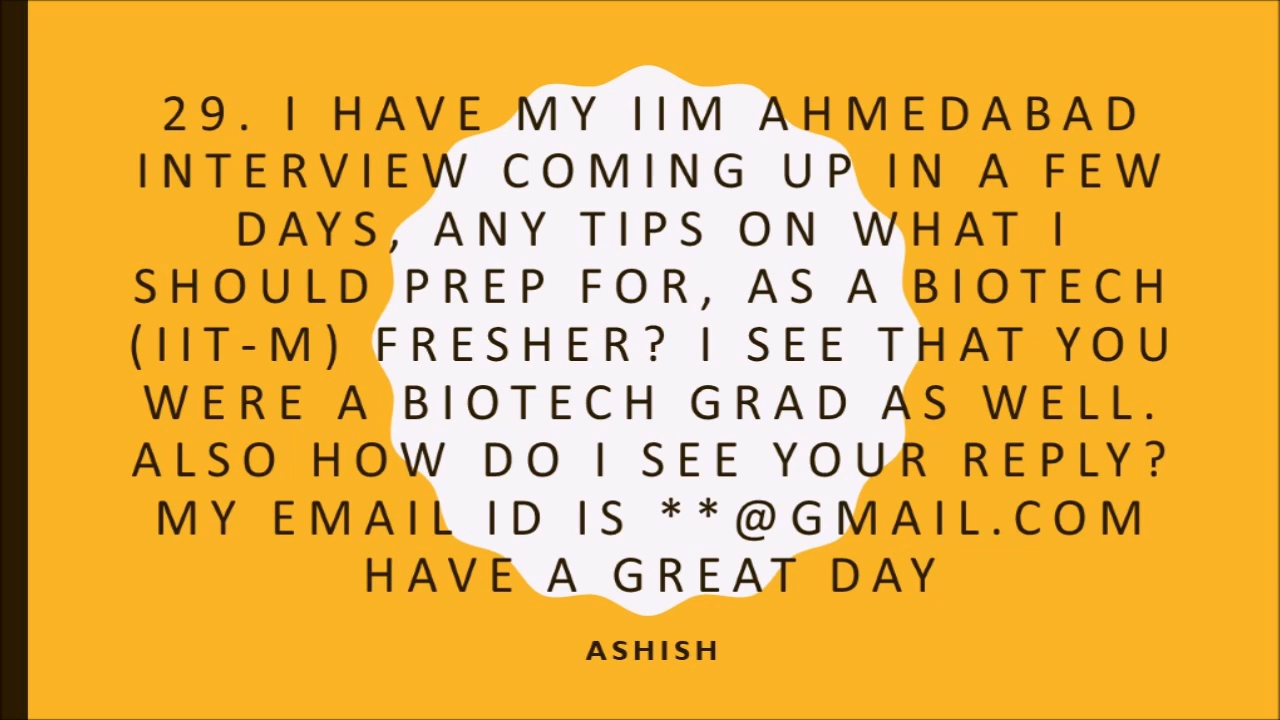 29. I HAVE MY IIM AHMEDABAD
INTERVIEW COMING UP IN A FEW
DAYS, ANY TIPS ON WHAT I
SHOULD PREP FOR, AS A BIOTECH
(IIT-M) FRESHER? I SEE THAT YOU
WERE A BIOTECH GRAD AS WELL.
ALSO HOW DO I SEE YOUR REPLY?
MY EMAIL ID IS **@GMAIL.COM
HAVE A GREAT DAY
ASHISH